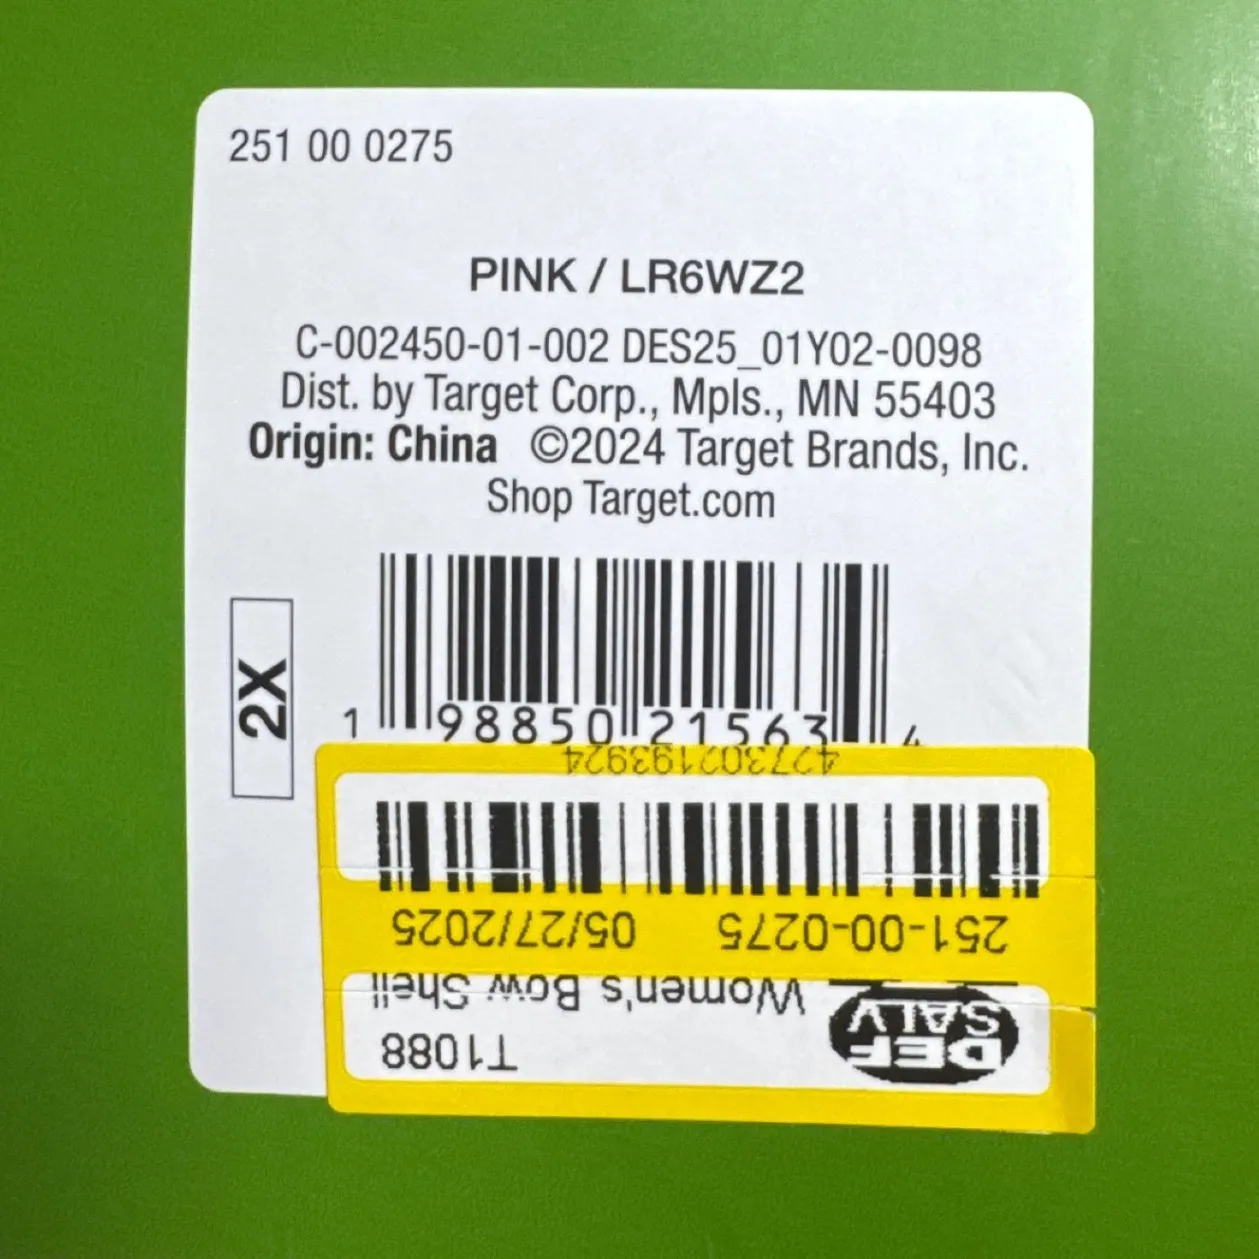 251 00 0275
PINK / LR6WZ2
C-002450-01-002 DES25_01Y02-0098
Dist. by Target Corp., Mpls., MN 55403
Origin: China ©2024 Target Brands, Inc.
Shop Target.com
2X
1 98850 21563 4
DEF SALV
T1088
Women's Bow Shell
251-00-0275 05/27/2025
427302193924